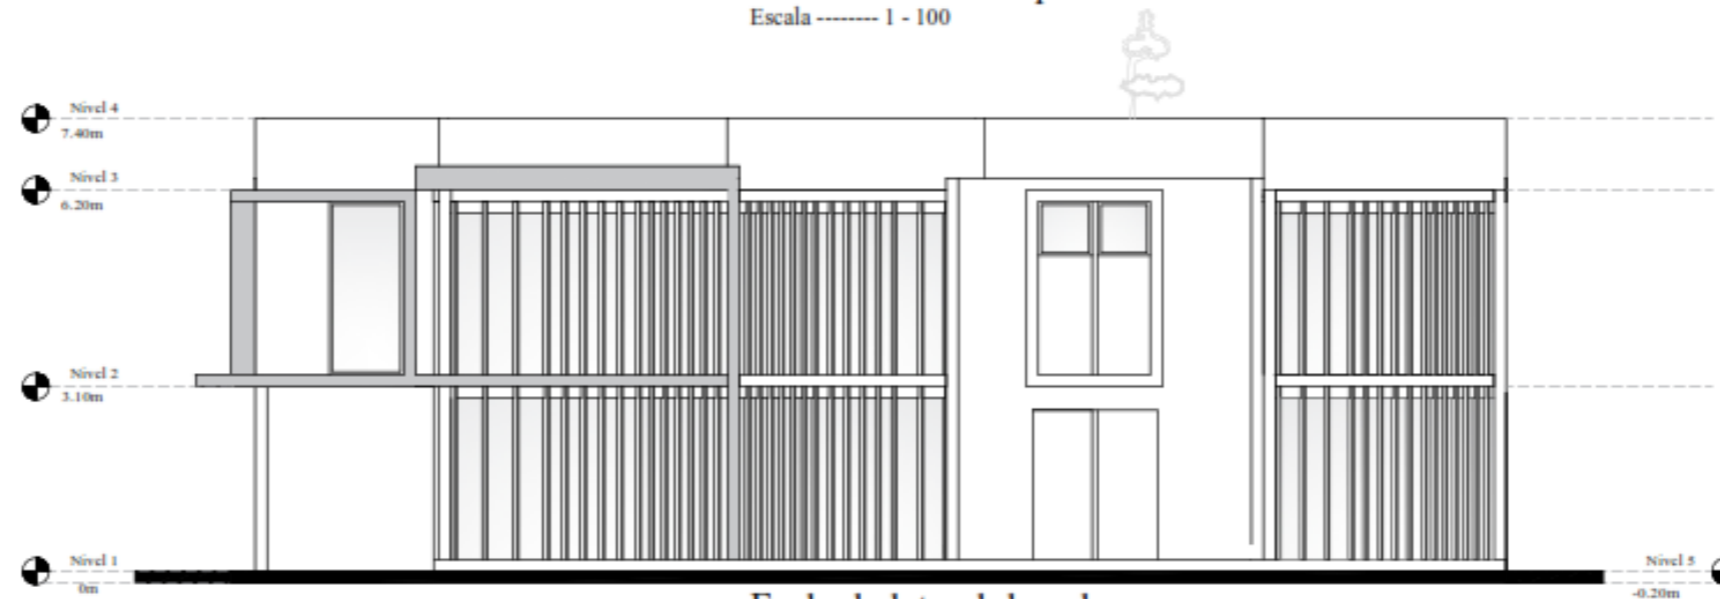 Escala -------- 1 - 100
Nivel 4
7.40m
Nivel 3
6.20m
Nivel 2
3.10m
Nivel 1
0m
Nivel 5
-0.20m